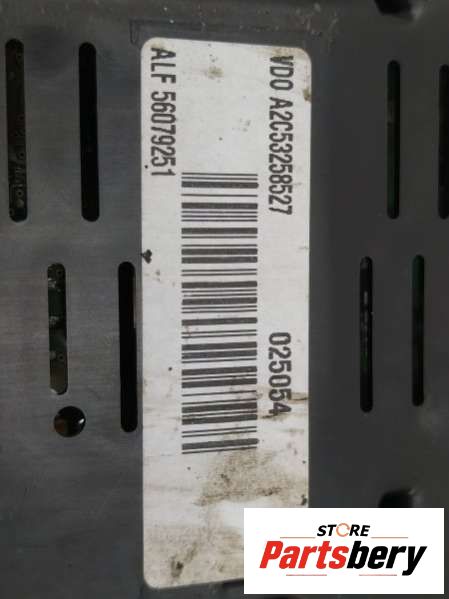 VDO A2C53258527 025054
ALF 56079251
STORE
Partsbery